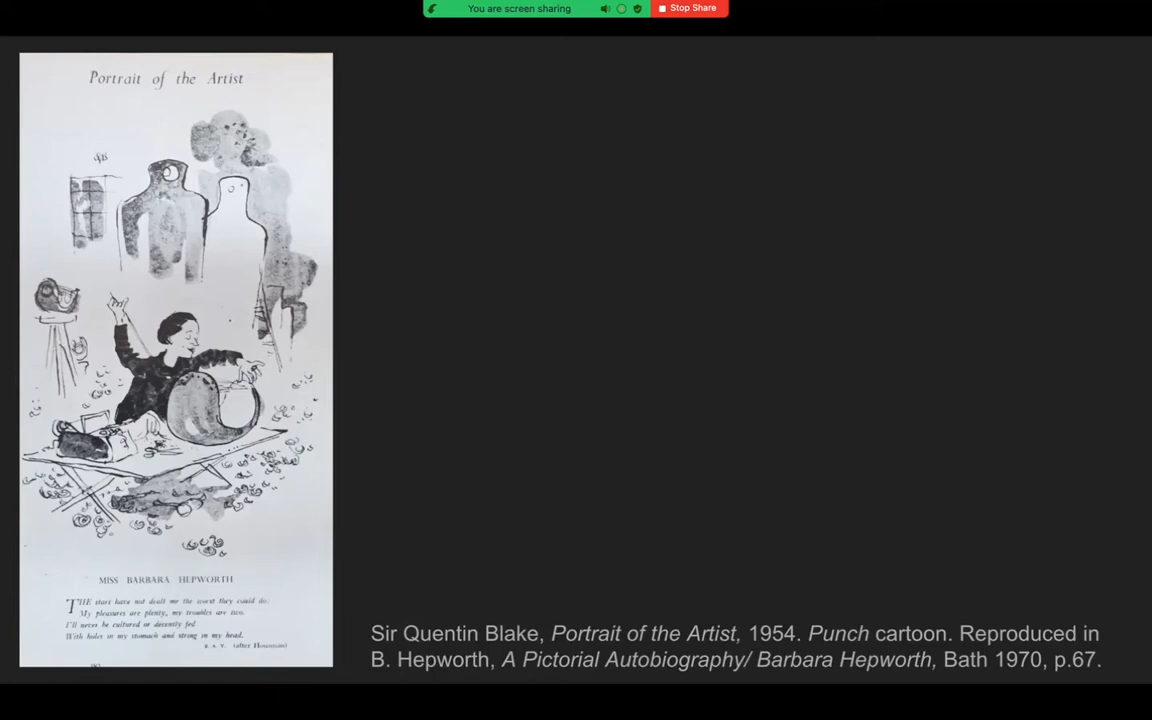 You are screen sharing
Stop Share
Portrait of the Artist
MISS BARBARA HEPWORTH
THE stars have not dealt me the worst they could do:
My pleasures are plenty, my troubles are two.
I'll never be cultured or decently fed
With holes in my stomach and string in my head.
(after HOUSMAN)
Sir Quentin Blake, Portrait of the Artist, 1954. Punch cartoon. Reproduced in
B. Hepworth, A Pictorial Autobiography/ Barbara Hepworth, Bath 1970, p.67.